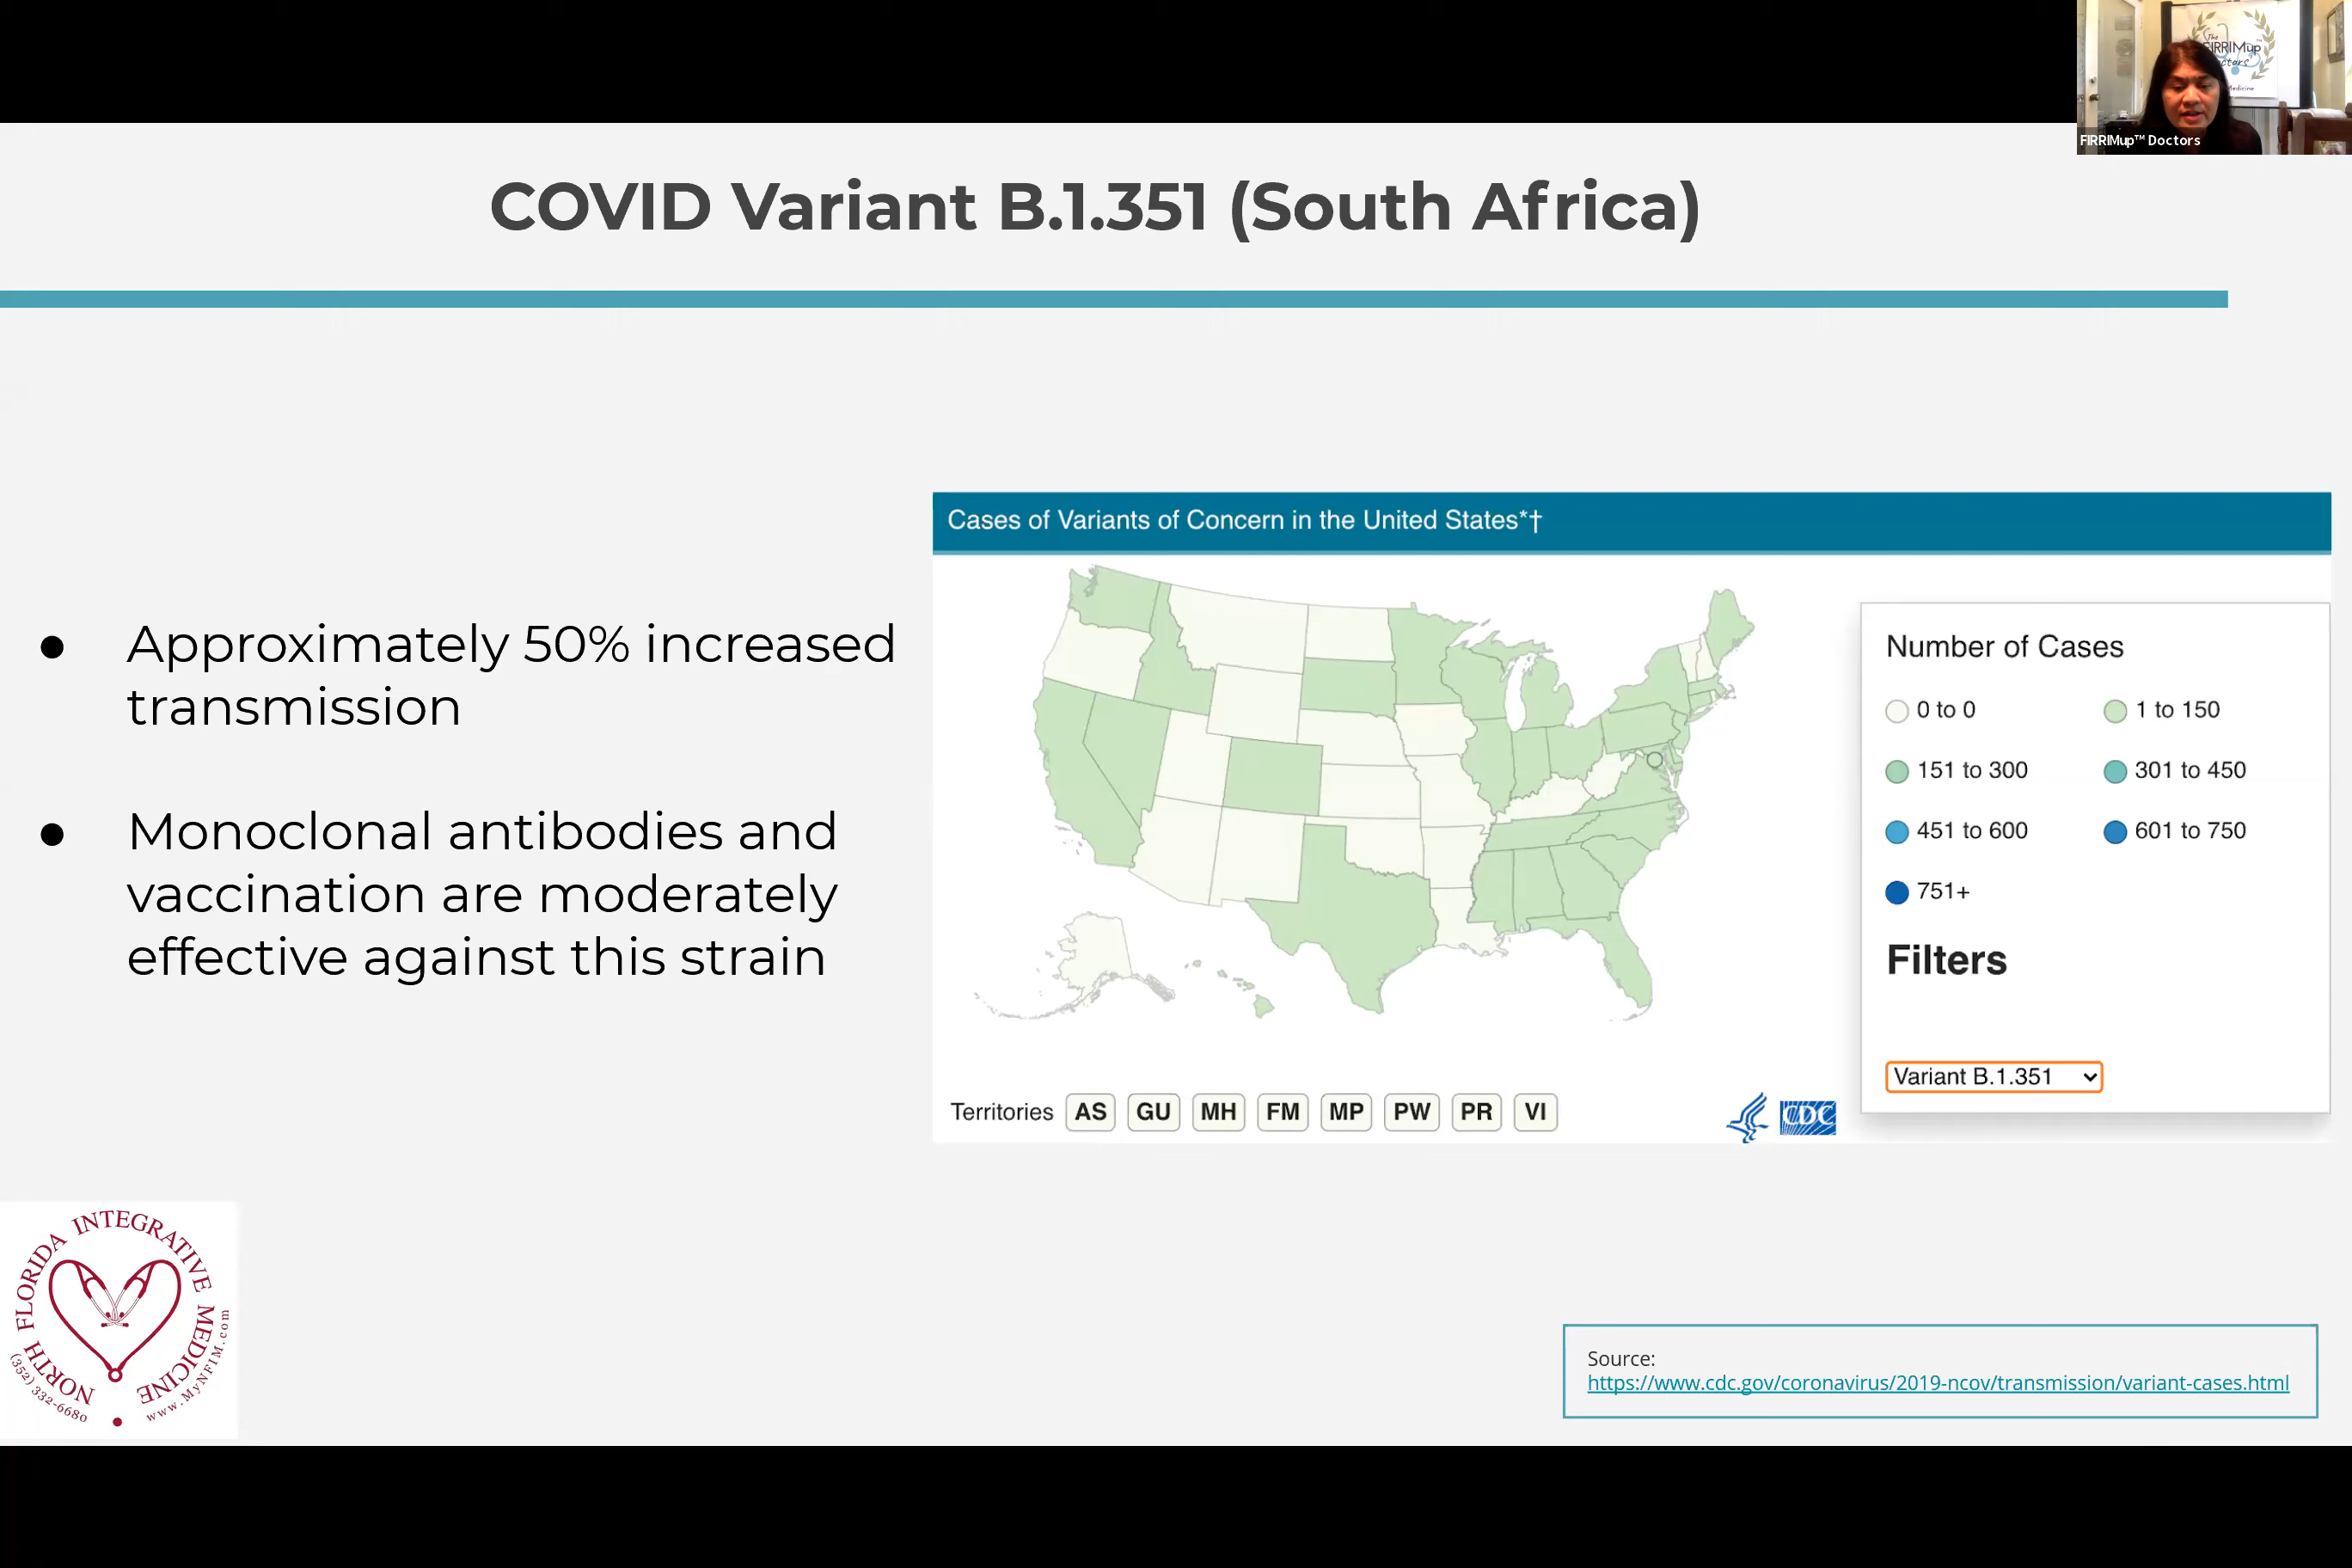 The
FIRRIMup™
Medicine
FIRRIMup™ Doctors
COVID Variant B.1.351 (South Africa)
● Approximately 50% increased
transmission
● Monoclonal antibodies and
vaccination are moderately
effective against this strain
Cases of Variants of Concern in the United States*†
Number of Cases
0 to 0
1 to 150
151 to 300
301 to 450
451 to 600
601 to 750
751+
Filters
Variant B.1.351
Territories AS GU MH FM MP PW PR VI
CDC
NORTH FLORIDA INTEGRATIVE MEDICINE
(352) 332-6680 • www.MyNFIM.com
Source:
https://www.cdc.gov/coronavirus/2019-ncov/transmission/variant-cases.html